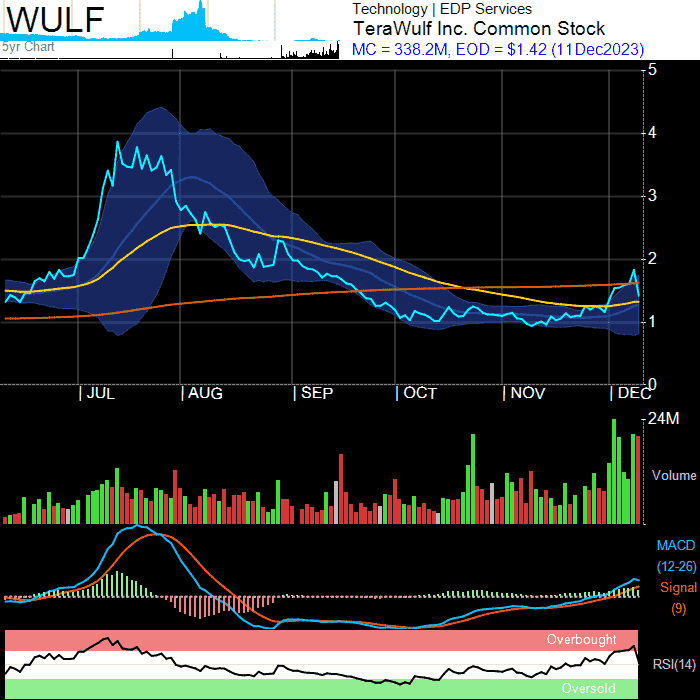 WULF
5yr Chart
Technology | EDP Services
TeraWulf Inc. Common Stock
MC = 338.2M, EOD = $1.42 (11Dec2023)
5
4
3
2
1
0
JUL
AUG
SEP
OCT
NOV
DEC
24M
Volume
MACD
(12-26)
Signal
(9)
Overbought
RSI(14)
Oversold